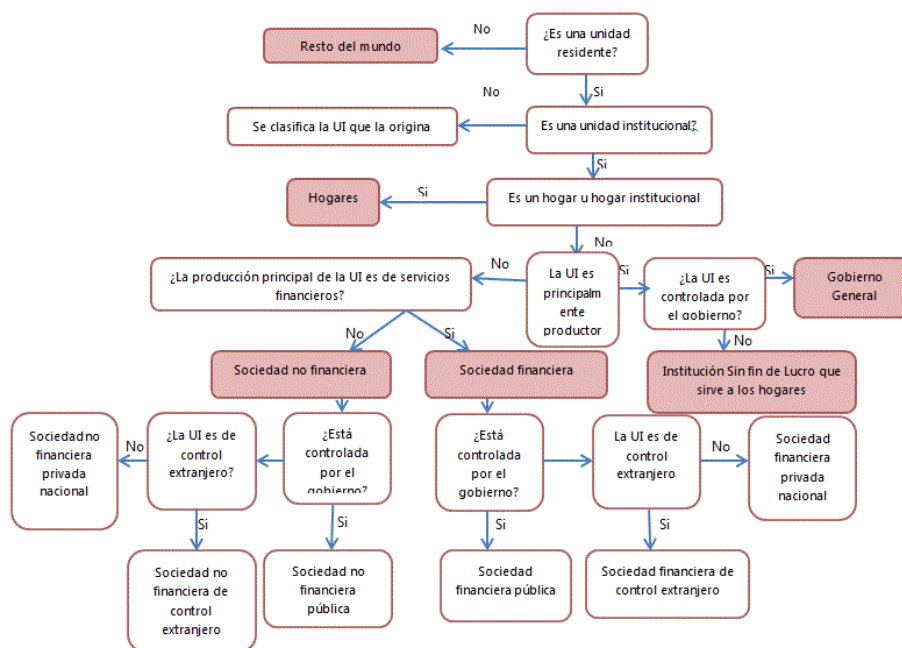 ¿Es una unidad
residente?
No
Resto del mundo
Si
No
Es una unidad institucional?
Se clasifica la UI que la origina
Si
Es un hogar u hogar institucional
Si
Hogares
No
¿La producción principal de la UI es de servicios
financieros?
No
La UI es
principalm
ente
productor
Si
¿La UI es
controlada por
el gobierno?
Si
Gobierno
General
No
Si
No
Sociedad no financiera
Sociedad financiera
Institución Sin fin de Lucro que
sirve a los hogares
Sociedad no
financiera
privada
nacional
No
¿La UI es de
control
extranjero?
¿Está
controlada
por el
gobierno?
¿Está
controlada
por el
gobierno?
La UI es de
control
extranjero
No
Sociedad
financiera
privada
nacional
Si
Si
Si
Si
Sociedad no
financiera de
control
extranjero
Sociedad no
financiera
pública
Sociedad
financiera pública
Sociedad financiera de
control extranjero